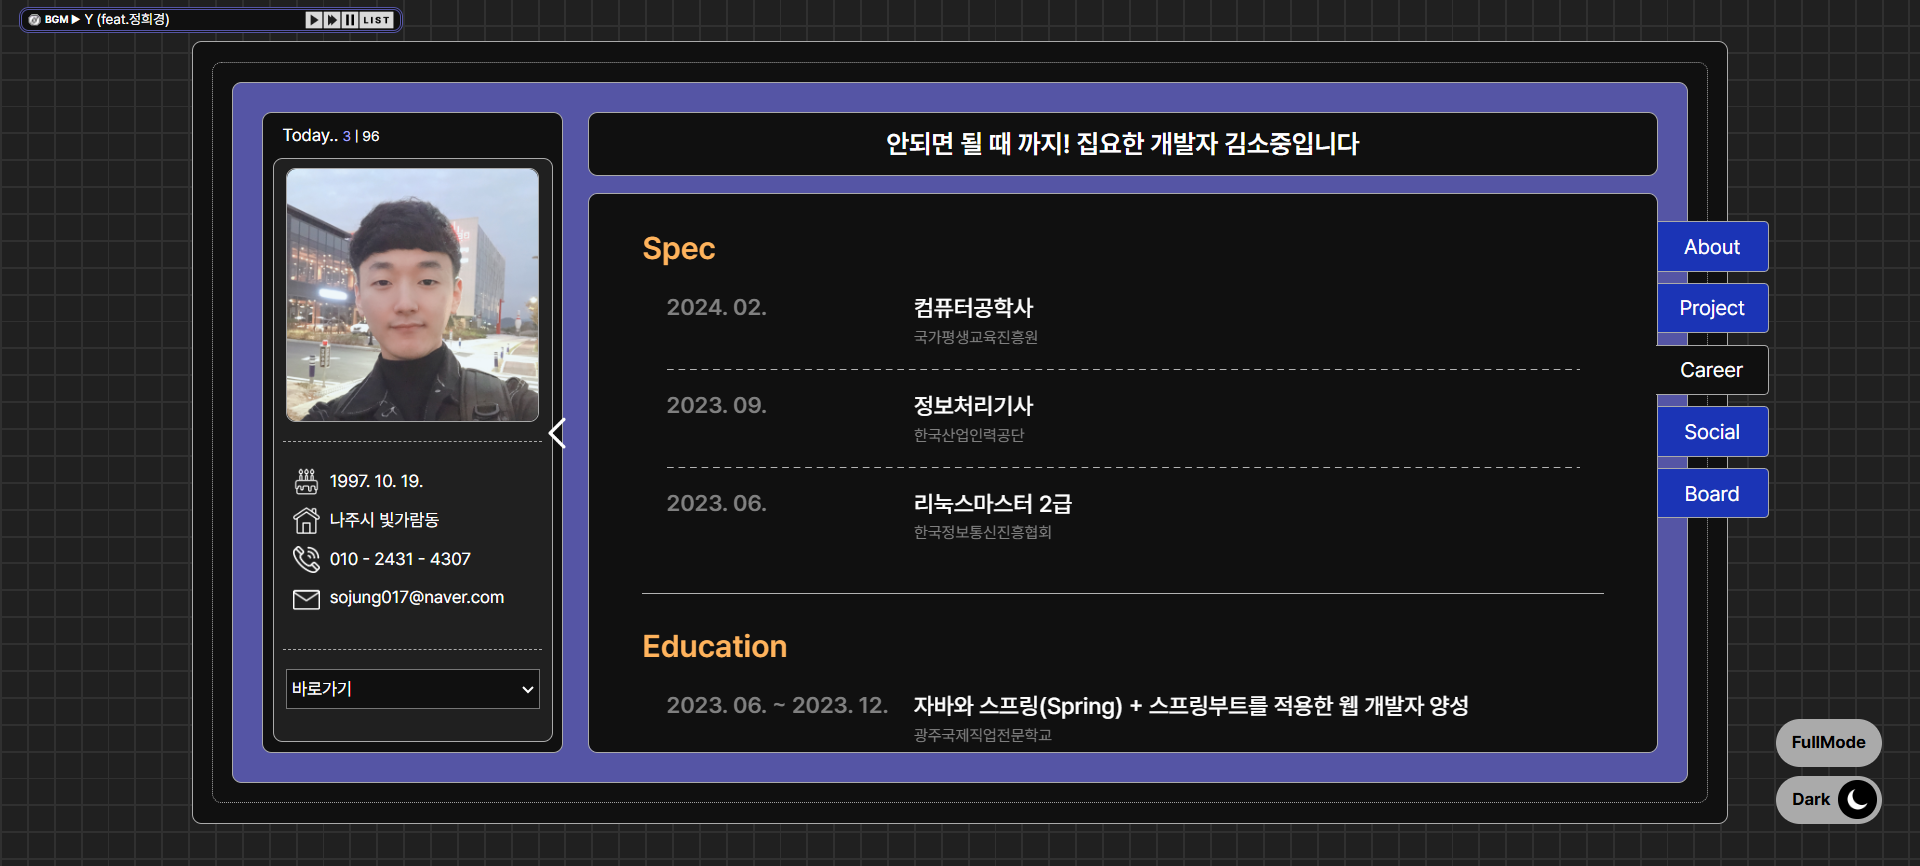 BGM ▶ Y (feat.정희경)
LIST
Today.. 3 | 96
1997. 10. 19.
나주시 빛가람동
010 - 2431 - 4307
sojung017@naver.com
바로가기
안되면 될 때 까지! 집요한 개발자 김소중입니다
Spec
2024. 02. 컴퓨터공학사
국가평생교육진흥원
2023. 09. 정보처리기사
한국산업인력공단
2023. 06. 리눅스마스터 2급
한국정보통신진흥협회
Education
2023. 06. ~ 2023. 12. 자바와 스프링(Spring) + 스프링부트를 적용한 웹 개발자 양성
광주국제직업전문학교
About
Project
Career
Social
Board
FullMode
Dark